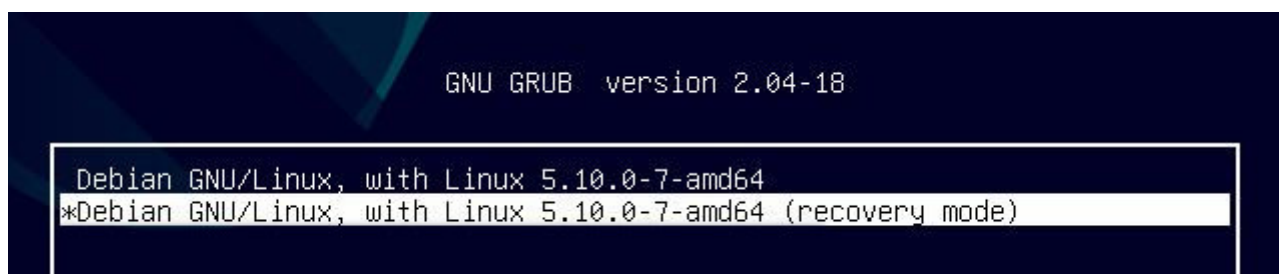 GNU GRUB version 2.04-18
Debian GNU/Linux, with Linux 5.10.0-7-amd64
*Debian GNU/Linux, with Linux 5.10.0-7-amd64 (recovery mode)